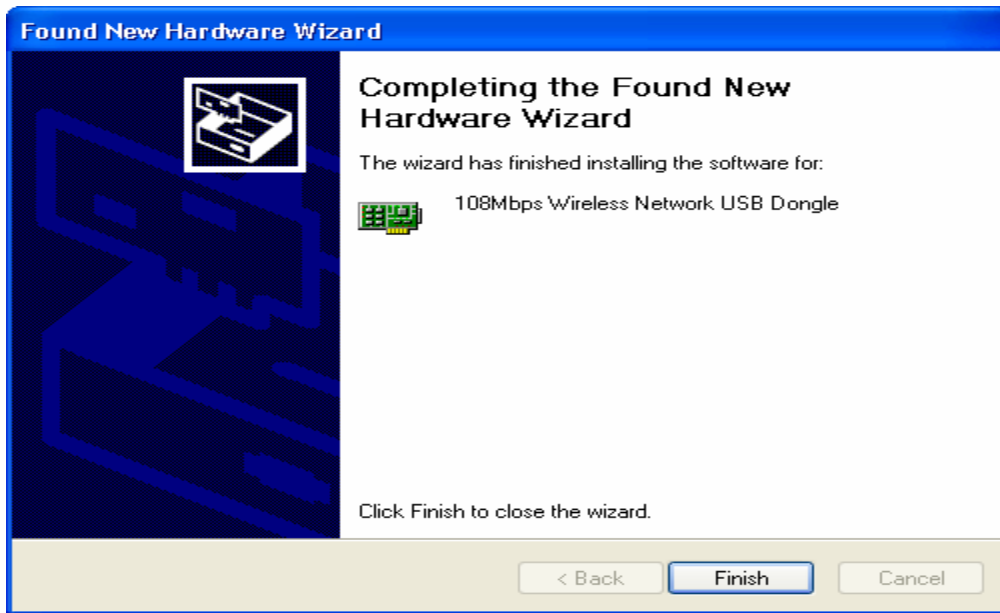 Found New Hardware Wizard
Completing the Found New
Hardware Wizard
The wizard has finished installing the software for:
108Mbps Wireless Network USB Dongle
Click Finish to close the wizard.
< Back
Finish
Cancel